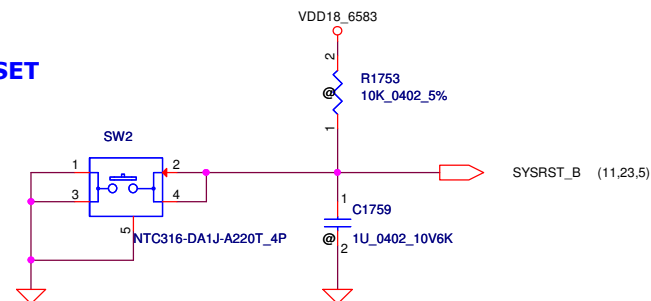 VDD18_6583
SET
2
R1753
@
10K_0402_5%
1
SW2
1
2
SYSRST_B (11,23,5)
3
4
1
C1759
5
NTC316-DA1J-A220T_4P
@
1U_0402_10V6K
2